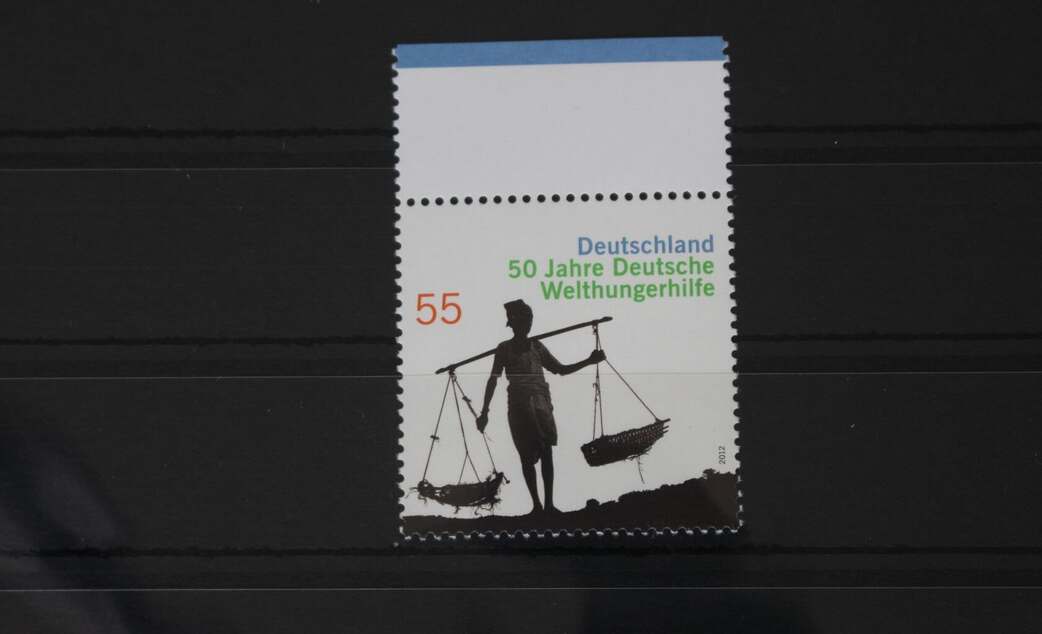 Deutschland
50 Jahre Deutsche
Welthungerhilfe
55
2012